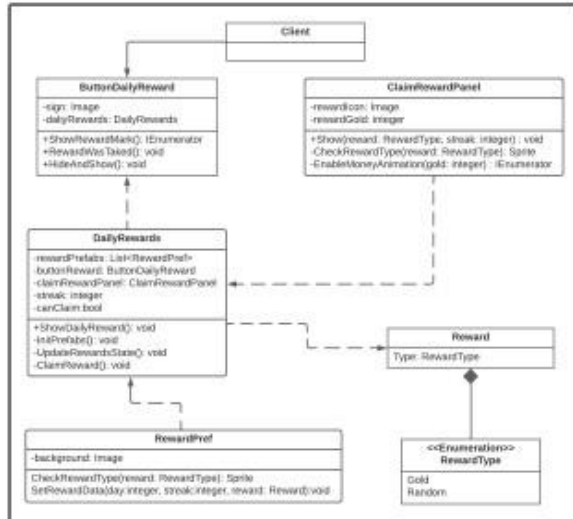 Client
ButtonDailyReward
-sign: Image
-dailyRewards: DailyRewards
+ShowRewardMark(): IEnumerator
+RewardWasTaked(): void
+HideAndShow(): void
ClaimRewardPanel
-rewardIcon: Image
-rewardGold: integer
+Show(reward: RewardType, streak: integer) : void
-CheckRewardType(reward: RewardType): Sprite
-EnableMoneyAnimation(gold: integer) : IEnumerator
DailyRewards
-rewardPrefabs: List<RewardPref>
-buttonReward: ButtonDailyReward
-claimRewardPanel: ClaimRewardPanel
-streak: integer
-canClaim:bool
+ShowDailyReward(): void
-InitPrefabs(): void
-UpdateRewardsState(): void
-ClaimReward(): void
Reward
Type: RewardType
RewardPref
-background: Image
CheckRewardType(reward: RewardType): Sprite
SetRewardData(day:integer, streak:integer, reward: Reward):void
<<Enumeration>>
RewardType
Gold
Random